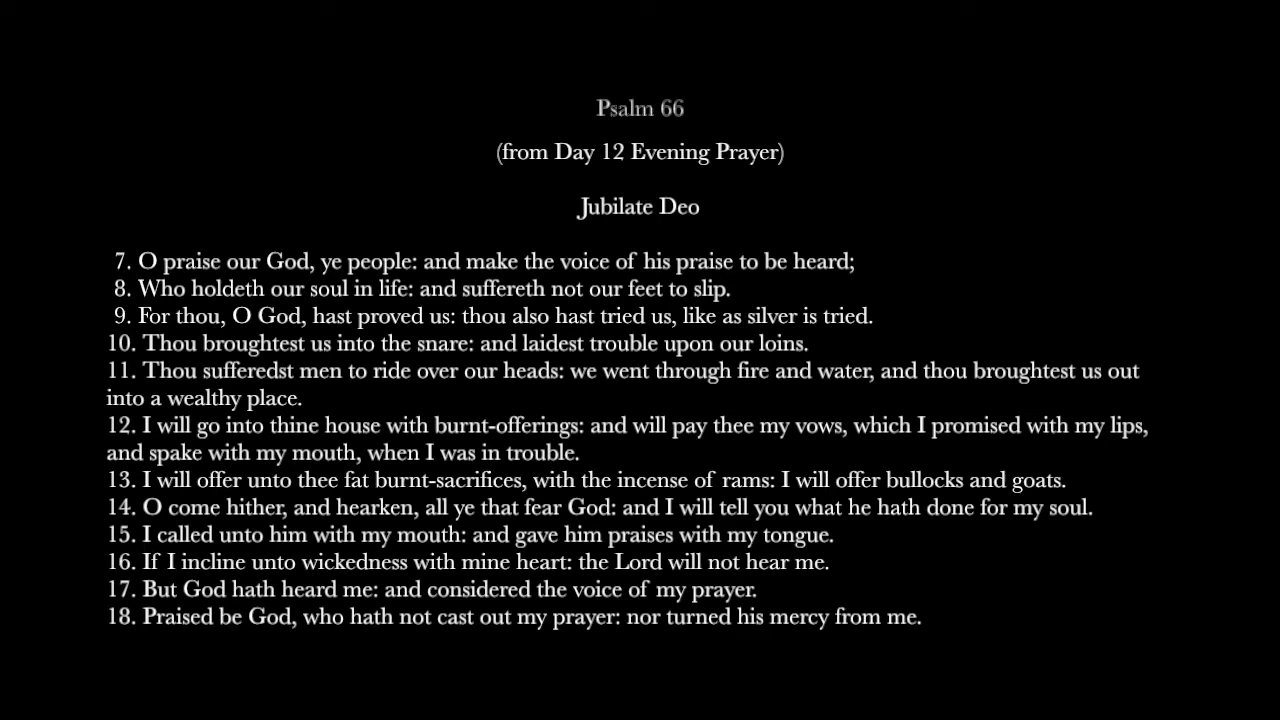 Psalm 66
(from Day 12 Evening Prayer)
Jubilate Deo
7. O praise our God, ye people: and make the voice of his praise to be heard;
8. Who holdeth our soul in life: and suffereth not our feet to slip.
9. For thou, O God, hast proved us: thou also hast tried us, like as silver is tried.
10. Thou broughtest us into the snare: and laidest trouble upon our loins.
11. Thou sufferedst men to ride over our heads: we went through fire and water, and thou broughtest us out
into a wealthy place.
12. I will go into thine house with burnt-offerings: and will pay thee my vows, which I promised with my lips,
and spake with my mouth, when I was in trouble.
13. I will offer unto thee fat burnt-sacrifices, with the incense of rams: I will offer bullocks and goats.
14. O come hither, and hearken, all ye that fear God: and I will tell you what he hath done for my soul.
15. I called unto him with my mouth: and gave him praises with my tongue.
16. If I incline unto wickedness with mine heart: the Lord will not hear me.
17. But God hath heard me: and considered the voice of my prayer.
18. Praised be God, who hath not cast out my prayer: nor turned his mercy from me.